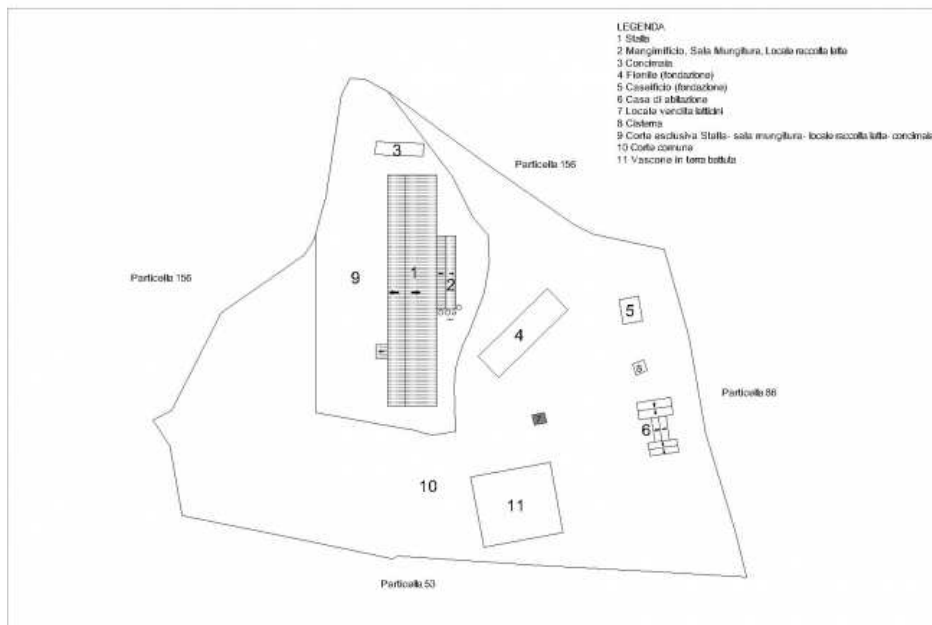 LEGENDA
1 Stalla
2 Mangimificio, Sala Mungitura, Locale raccolta latte
3 Concimaia
4 Fienile (fondazione)
5 Caseificio (fondazione)
6 Casa di abitazione
7 Locale vendita latticini
8 Cisterna
9 Corte esclusiva Stalla- sala mungitura- locale raccolta latte- concimaia
10 Corte comune
11 Vascone in terra battuta
3
Particella 156
Particella 156
9
1
2
4
5
8
Particella 86
7
6
10
11
Particella 53